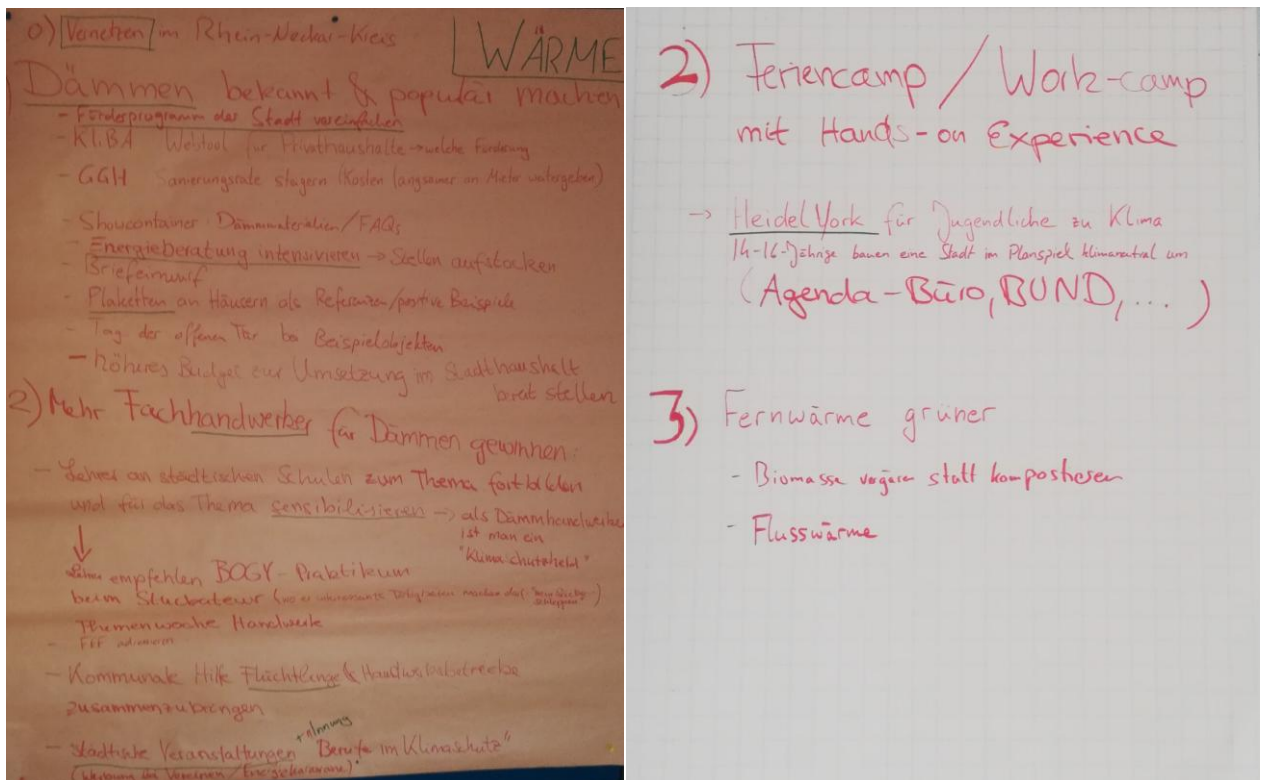 0) Vernetzen im Rhein-Neckar-Kreis
WÄRME
Dämmen bekannt & populär machen
- Förderprogramm der Stadt vereinfachen
- KLiBA Webtool für Privathaushalte → welche Förderung
- GGH Sanierungsrate steigern (Kosten langsamer an Mieter weitergeben)
- Showcontainer Dämmmaterialien/FAQs
- Energieberatung intensivieren → Stellen aufstocken
- Briefeinwurf
- Plaketten an Häusern als Referenzen/positive Beispiele
- Tag der offenen Tür bei Beispielobjekten
- höheres Budget zur Umsetzung im Stadthaushalt
bereit stellen
2) Mehr Fachhandwerker für Dämmen gewinnen:
- Lehrer an städtischen Schulen zum Thema fortbilden
und für das Thema sensibilisieren → als Dämmhandwerker
ist man ein
"Klimaschutzheld"
↓
Lehrer empfehlen BOGY-Praktikum
beim Stuckateur
Themenwoche Handwerk
- FFF
- Kommunale Hilfe Flüchtlinge & Handwerksbetriebe
zusammenzubringen
- Städtische Veranstaltungen "Berufe im Klimaschutz"
2) Feriencamp / Work-camp
mit Hands-on Experience
→ HeidelYork für Jugendliche zu Klima
14-16-Jährige bauen eine Stadt im Planspiel klimaneutral um
(Agenda-Büro, BUND, ... )
3) Fernwärme grüner
- Biomasse vergären statt kompostieren
- Flusswärme